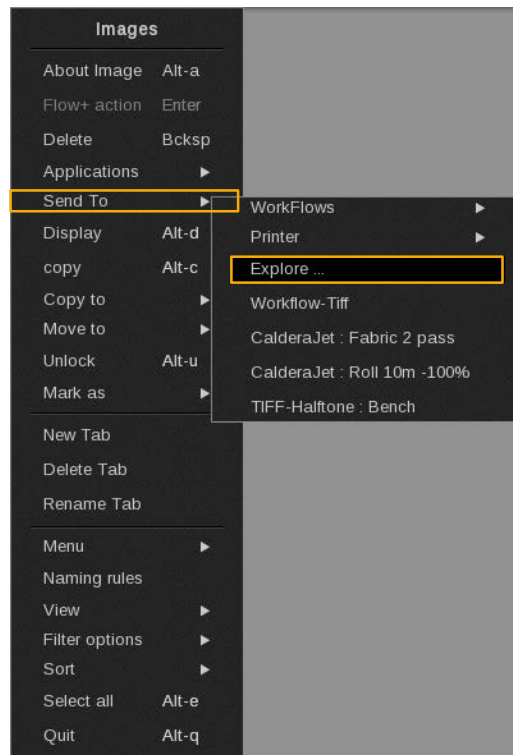 Images
About Image Alt-a
Flow+ action Enter
Delete Bcksp
Applications
Send To
Display Alt-d
copy Alt-c
Copy to
Move to
Unlock Alt-u
Mark as
New Tab
Delete Tab
Rename Tab
Menu
Naming rules
View
Filter options
Sort
Select all Alt-e
Quit Alt-q
WorkFlows
Printer
Explore ...
Workflow-Tiff
CalderaJet : Fabric 2 pass
CalderaJet : Roll 10m -100%
TIFF-Halftone : Bench